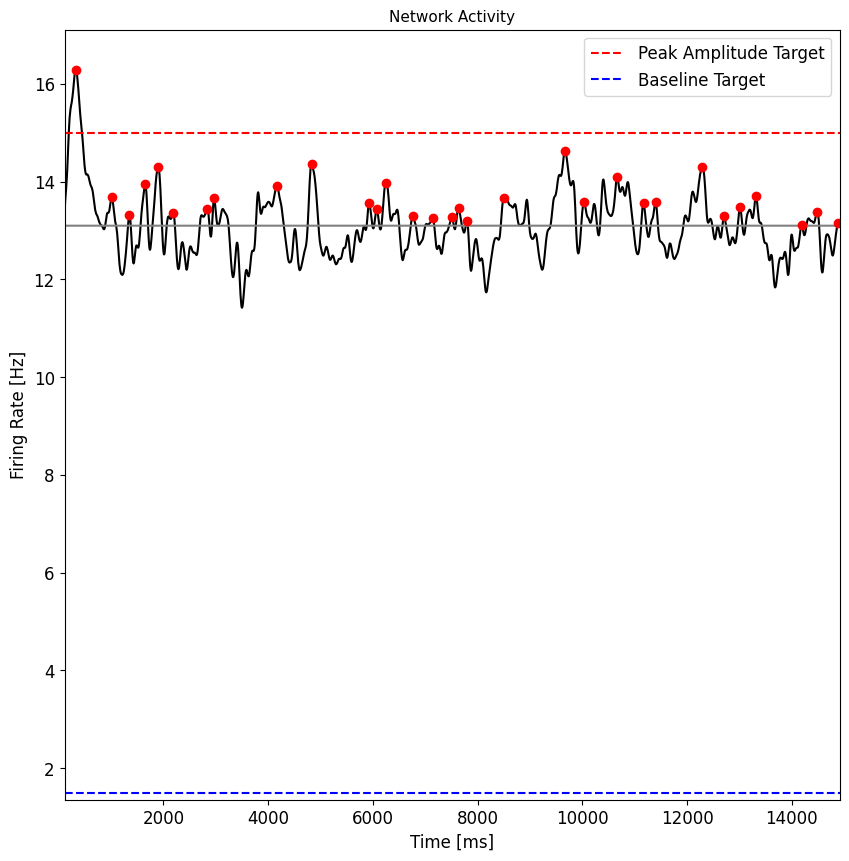 Network Activity
Peak Amplitude Target
Baseline Target
Firing Rate [Hz]
16
14
12
10
8
6
4
2
2000 4000 6000 8000 10000 12000 14000
Time [ms]